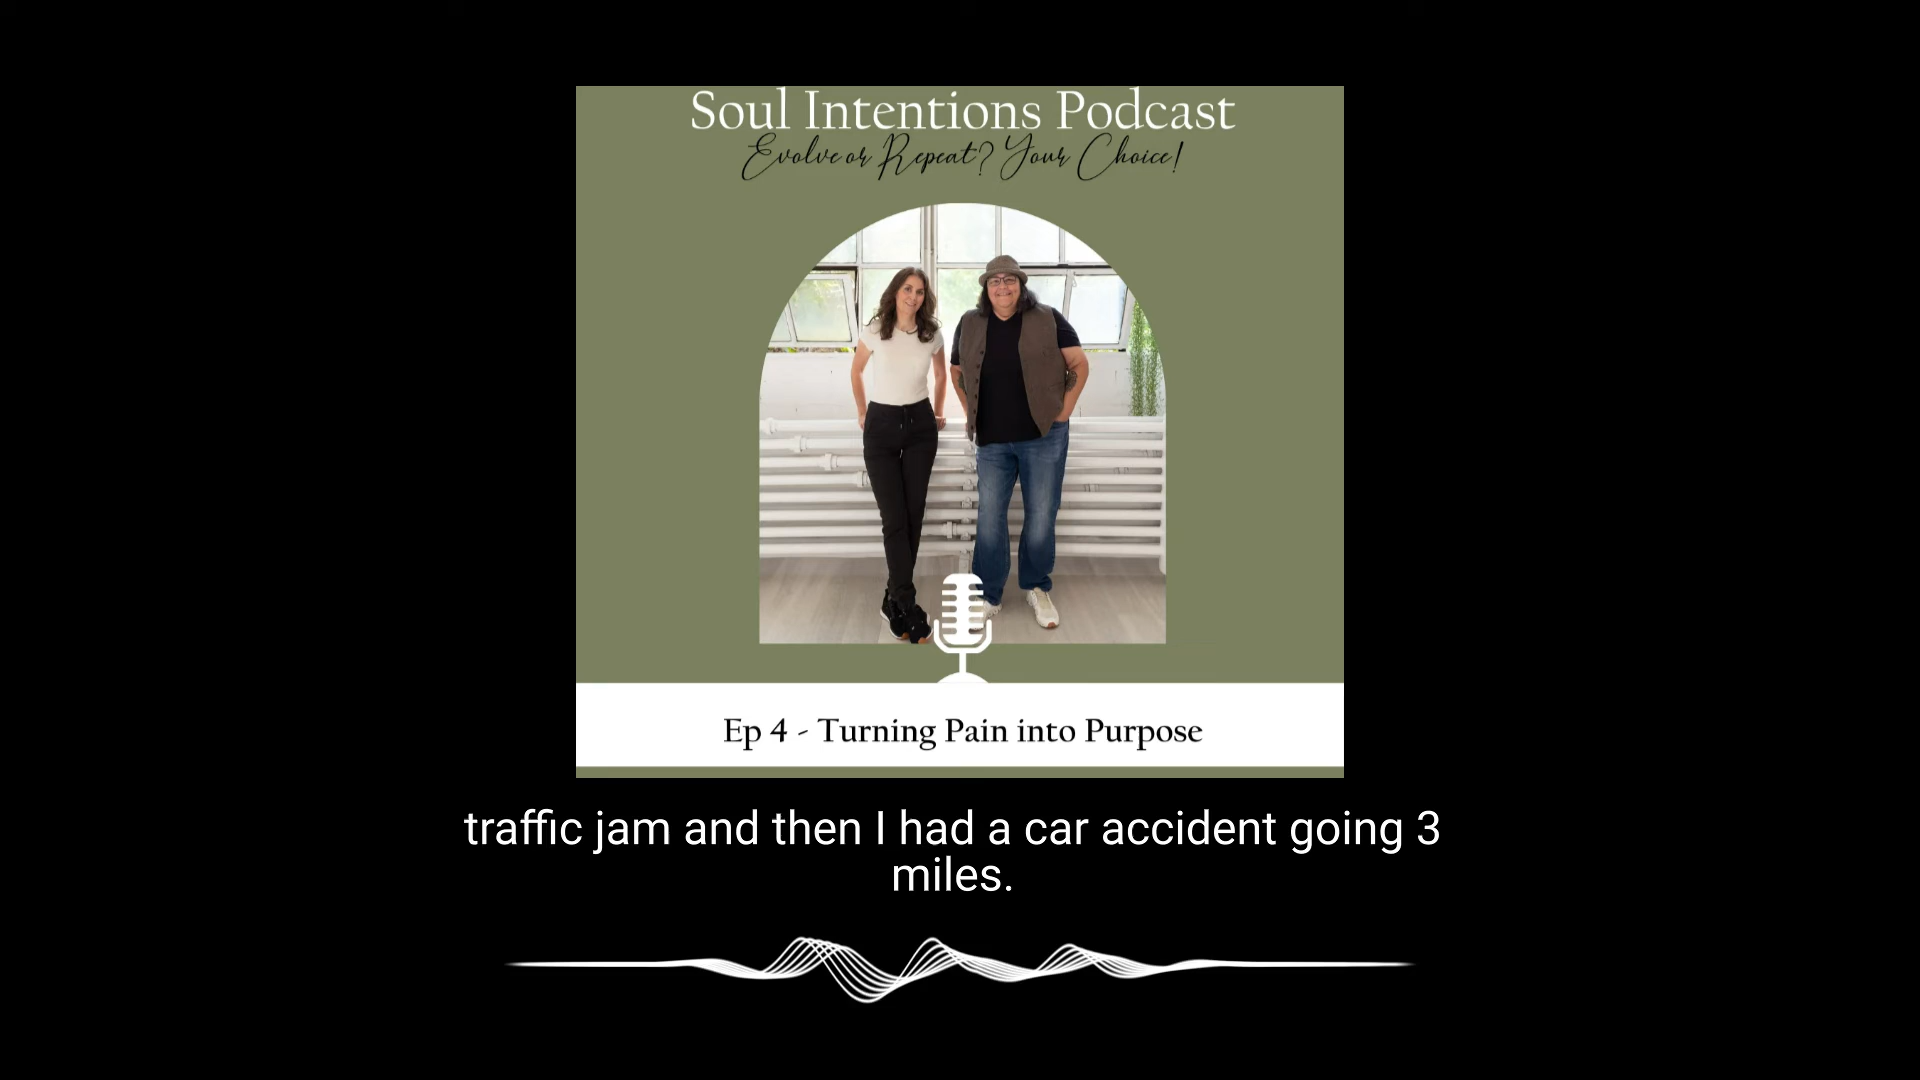 Soul Intentions Podcast
Evolve or Repeat? Your Choice!
Ep 4 - Turning Pain into Purpose
traffic jam and then I had a car accident going 3
miles.